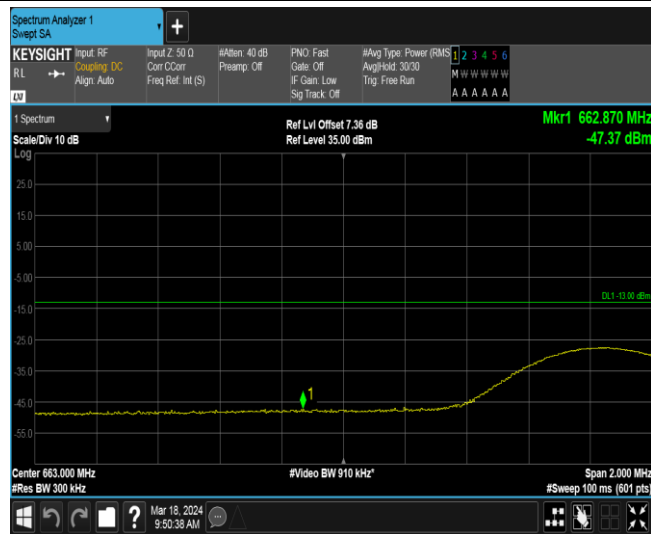 Spectrum Analyzer 1
Swept SA
+
KEYSIGHT
RL
Input: RF
Coupling: DC
Align: Auto
Input Z: 50 Ω
Corr CCorr
Freq Ref: Int (S)
#Atten: 40 dB
Preamp: Off
PNO: Fast
Gate: Off
IF Gain: Low
Sig Track: Off
#Avg Type: Power (RMS
Avg|Hold: 30/30
Trig: Free Run
1 2 3 4 5 6
M W W W W W
A A A A A A
1 Spectrum
Scale/Div 10 dB
Ref Lvl Offset 7.36 dB
Ref Level 35.00 dBm
Mkr1 662.870 MHz
-47.37 dBm
Log
25.0
15.0
5.00
-5.00
DL1 -13.00 dBm
-15.0
-25.0
-35.0
1
-45.0
-55.0
Center 663.000 MHz
#Video BW 910 kHz*
Span 2.000 MHz
#Res BW 300 kHz
#Sweep 100 ms (601 pts)
?
Mar 18, 2024
9:50:38 AM